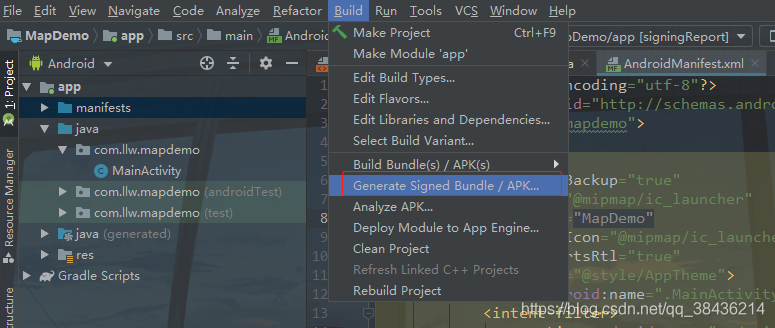 File Edit View Navigate Code Analyze Refactor Build Run Tools VCS Window Help
MapDemo app src main Andro
Demo/app [signingReport]
1: Project
Resource Manager
ructure
Android
app
manifests
java
com.llw.mapdemo
MainActivity
com.llw.mapdemo (androidTest)
com.llw.mapdemo (test)
java (generated)
res
Gradle Scripts
Make Project Ctrl+F9
Make Module 'app'
Edit Build Types...
Edit Flavors...
Edit Libraries and Dependencies...
Select Build Variant...
Build Bundle(s) / APK(s)
Generate Signed Bundle / APK...
Analyze APK...
Deploy Module to App Engine...
Clean Project
Refresh Linked C++ Projects
Rebuild Project
a AndroidManifest.xml
1 ncoding="utf-8"?>
2 id="http://schemas.andro
3 mapdemo">
4
5
6 Backup="true"
7 @mipmap/ic_launcher"
8 ="MapDemo"
9 Icon="@mipmap/ic_launche
10 rtsRtl="true"
11 @style/AppTheme">
12 droid:name=".MainActivity
13 <intent-filter>
https://blog.csdn.net/qq_38436214